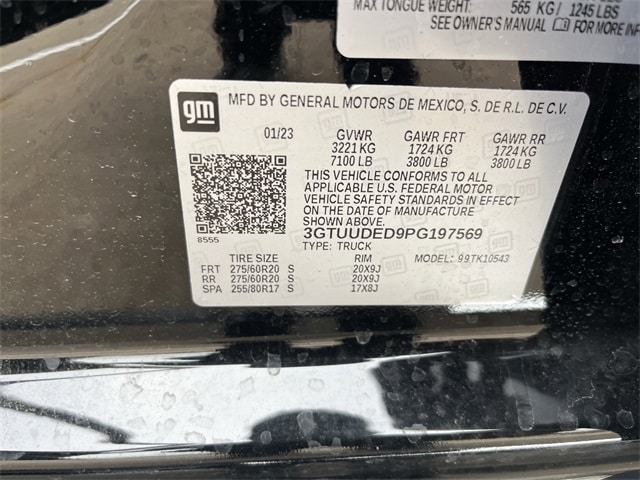 MAX TONGUE WEIGHT: 565 KG / 1245 LBS
SEE OWNER'S MANUAL FOR MORE INF
gm MFD BY GENERAL MOTORS DE MEXICO, S. DE R.L. DE C.V.
01/23 GVWR GAWR FRT GAWR RR
3221 KG 1724 KG 1724 KG
7100 LB 3800 LB 3800 LB
THIS VEHICLE CONFORMS TO ALL
APPLICABLE U.S. FEDERAL MOTOR
VEHICLE SAFETY STANDARDS IN EFFECT
ON THE DATE OF MANUFACTURE
SHOWN ABOVE.
8555 3GTUUDED9PG197569
TYPE: TRUCK MODEL: 99TK10543
TIRE SIZE RIM
FRT 275/60R20 S 20X9J
RR 275/60R20 S 20X9J
SPA 255/80R17 S 17X8J